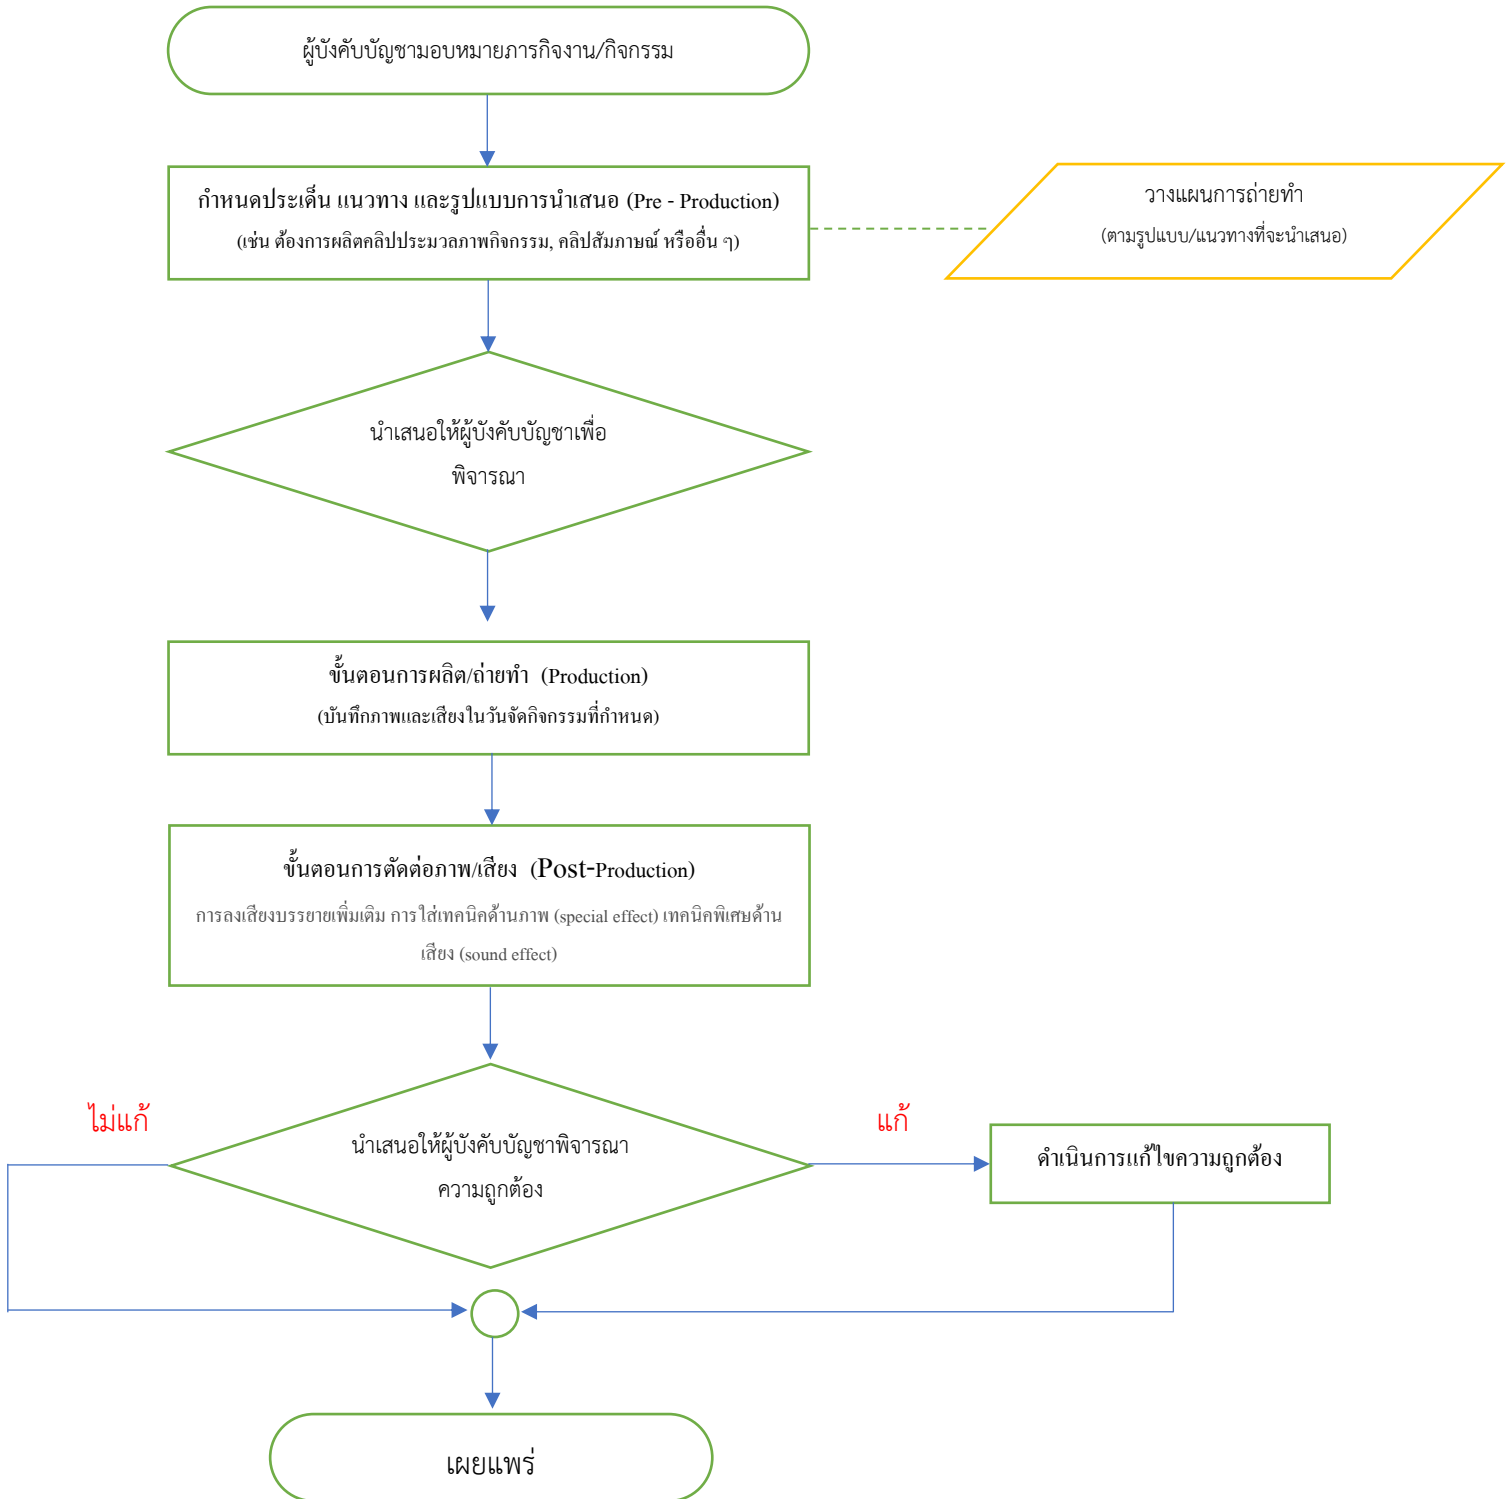 ผู้บังคับบัญชามอบหมายภารกิจงาน/กิจกรรม
กำหนดประเด็น แนวทาง และรูปแบบการนำเสนอ (Pre - Production)
(เช่น ต้องการผลิตคลิปประมวลภาพกิจกรรม, คลิปสัมภาษณ์ หรืออื่น ๆ)
วางแผนการถ่ายทำ
(ตามรูปแบบ/แนวทางที่จะนำเสนอ)
นำเสนอให้ผู้บังคับบัญชาเพื่อ
พิจารณา
ขั้นตอนการผลิต/ถ่ายทำ (Production)
(บันทึกภาพและเสียงในวันจัดกิจกรรมที่กำหนด)
ขั้นตอนการตัดต่อภาพ/เสียง (Post-Production)
การลงเสียงบรรยายเพิ่มเติม การใส่เทคนิคด้านภาพ (special effect) เทคนิคพิเศษด้าน
เสียง (sound effect)
ไม่แก้
แก้
นำเสนอให้ผู้บังคับบัญชาพิจารณา
ความถูกต้อง
ดำเนินการแก้ไขความถูกต้อง
เผยแพร่